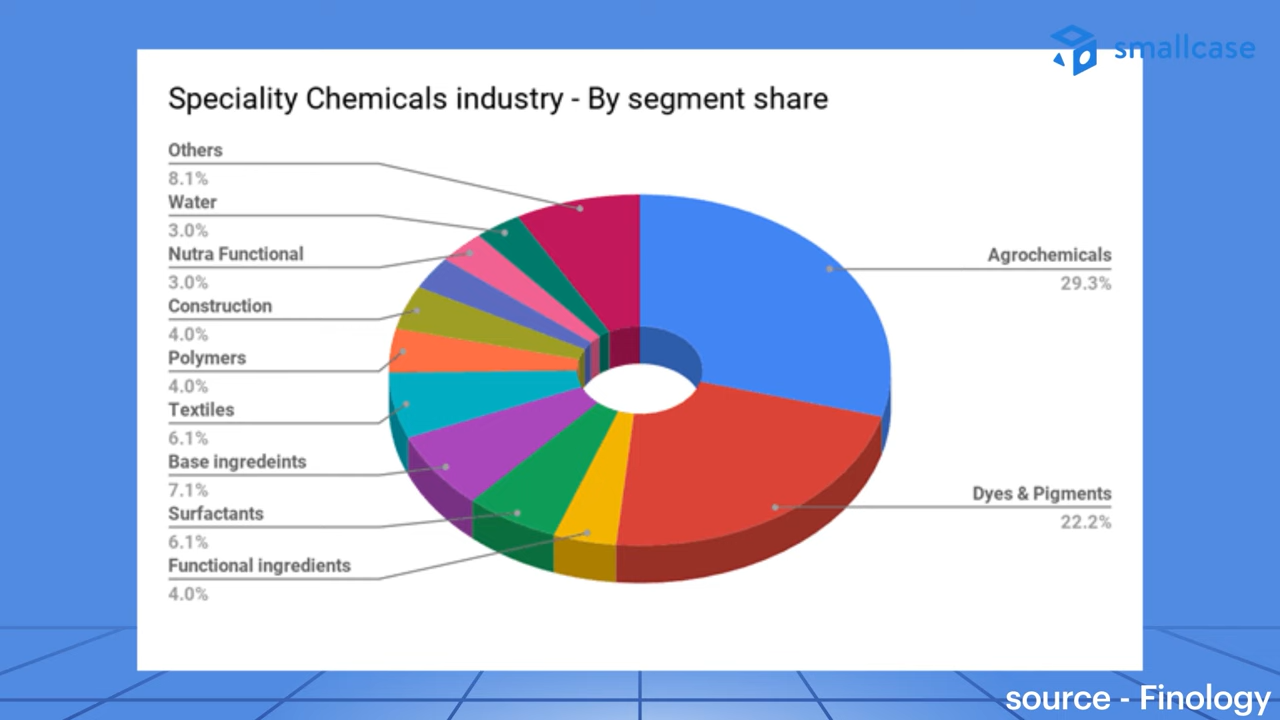 smallcase
Speciality Chemicals industry - By segment share
Others
8.1%
Water
3.0%
Nutra Functional
3.0%
Construction
4.0%
Polymers
4.0%
Textiles
6.1%
Base ingredeints
7.1%
Surfactants
6.1%
Functional ingredients
4.0%
Agrochemicals
29.3%
Dyes & Pigments
22.2%
source - Finology